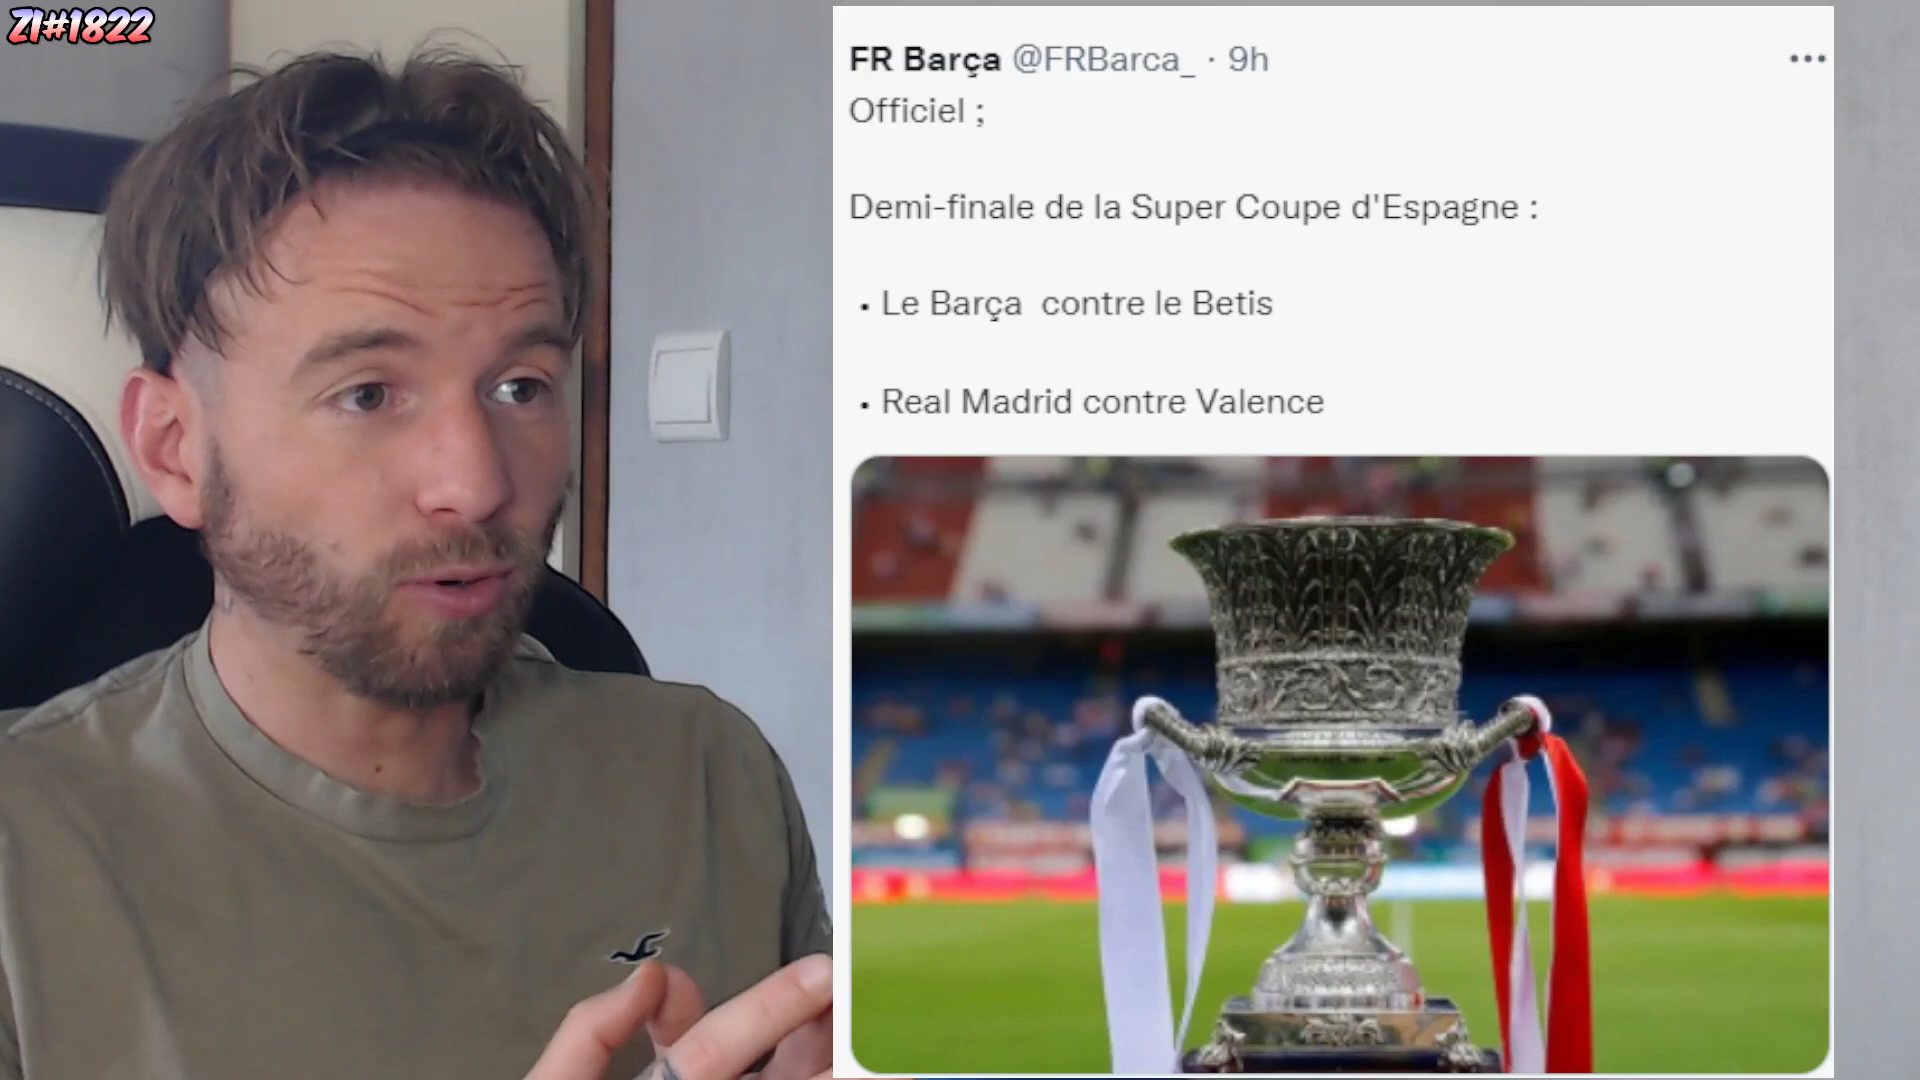 ZI#1822
FR Barça @FRBarca_ · 9h
Officiel ;
Demi-finale de la Super Coupe d'Espagne :
• Le Barça  contre le Betis
• Real Madrid contre Valence